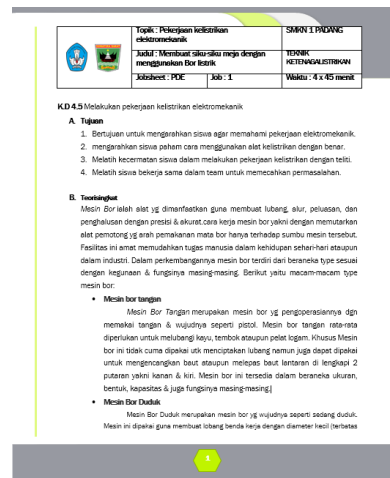 Topik : Pekerjaan kelistrikan elektromekanik
SMKN 1 PADANG
Judul : Membuat siku-siku meja dengan menggunakan Bor listrik
TEKNIK KETENAGALISTRIKAN
Jobsheet : PDE
Job : 1
Waktu : 4 x 45 menit
K.D 4.5 Melakukan pekerjaan kelistrikan elektromekanik
A. Tujuan
1. Bertujuan untuk mengarahkan siswa agar memahami pekerjaan elektromekanik.
2. mengarahkan siswa paham cara menggunakan alat kelistrikan dengan benar.
3. Melatih kecermatan siswa dalam melakukan pekerjaan kelistrikan dengan teliti.
4. Melatih siswa bekerja sama dalam team untuk memecahkan permasalahan.
B. Teorisingkat
Mesin Bor ialah alat yg dimanfaatkan guna membuat lubang, alur, peluasan, dan
penghalusan dengan presisi & akurat.cara kerja mesin bor yakni dengan memutarkan
alat pemotong yg arah pemakanan mata bor hanya terhadap sumbu mesin tersebut.
Fasilitas ini amat memudahkan tugas manusia dalam kehidupan sehari-hari ataupun
dalam industri. Dalam perkembangannya mesin bor terdiri dari beraneka type sesuai
dengan kegunaan & fungsinya masing-masing. Berikut yaitu macam-macam type
mesin bor:
• Mesin bor tangan
Mesin Bor Tangan merupakan mesin bor yg pengoperasiannya dgn
memakai tangan & wujudnya seperti pistol. Mesin bor tangan rata-rata
diperlukan untuk melubangi kayu, tembok ataupun pelat logam. Khusus Mesin
bor ini tidak cuma dipakai utk menciptakan lubang namun juga dapat dipakai
untuk mengencangkan baut ataupun melepas baut lantaran di lengkapi 2
putaran yakni kanan & kiri. Mesin bor ini tersedia dalam beraneka ukuran,
bentuk, kapasitas & juga fungsinya masing-masing.
• Mesin Bor Duduk
Mesin Bor Duduk merupakan mesin bor yg wujudnya seperti sedang duduk.
Mesin ini dipakai guna membuat lobang benda kerja dengan diameter kecil (terbatas
1